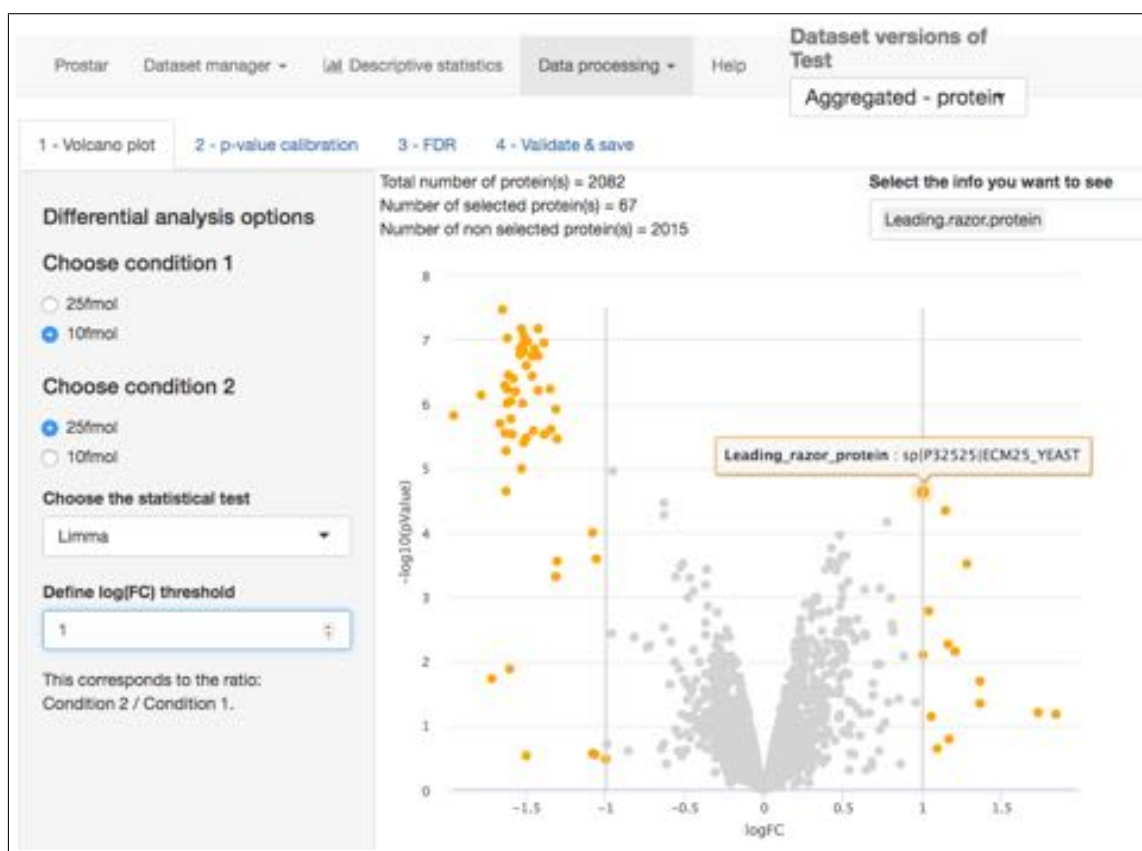 Prostar
Dataset manager
Descriptive statistics
Data processing
Help
Dataset versions of
Test
Aggregated - protein
1 - Volcano plot
2 - p-value calibration
3 - FDR
4 - Validate & save
Differential analysis options
Choose condition 1
25fmol
10fmol
Choose condition 2
25fmol
10fmol
Choose the statistical test
Limma
Define log(FC) threshold
1
This corresponds to the ratio:
Condition 2 / Condition 1.
Total number of protein(s) = 2082
Number of selected protein(s) = 67
Number of non selected protein(s) = 2015
Select the info you want to see
Leading.razor.protein
8
7
6
5
4
3
2
1
0
-log10(pValue)
Leading_razor_protein : sp|P32525|ECM25_YEAST
-1.5
-1
-0.5
0
0.5
1
1.5
logFC